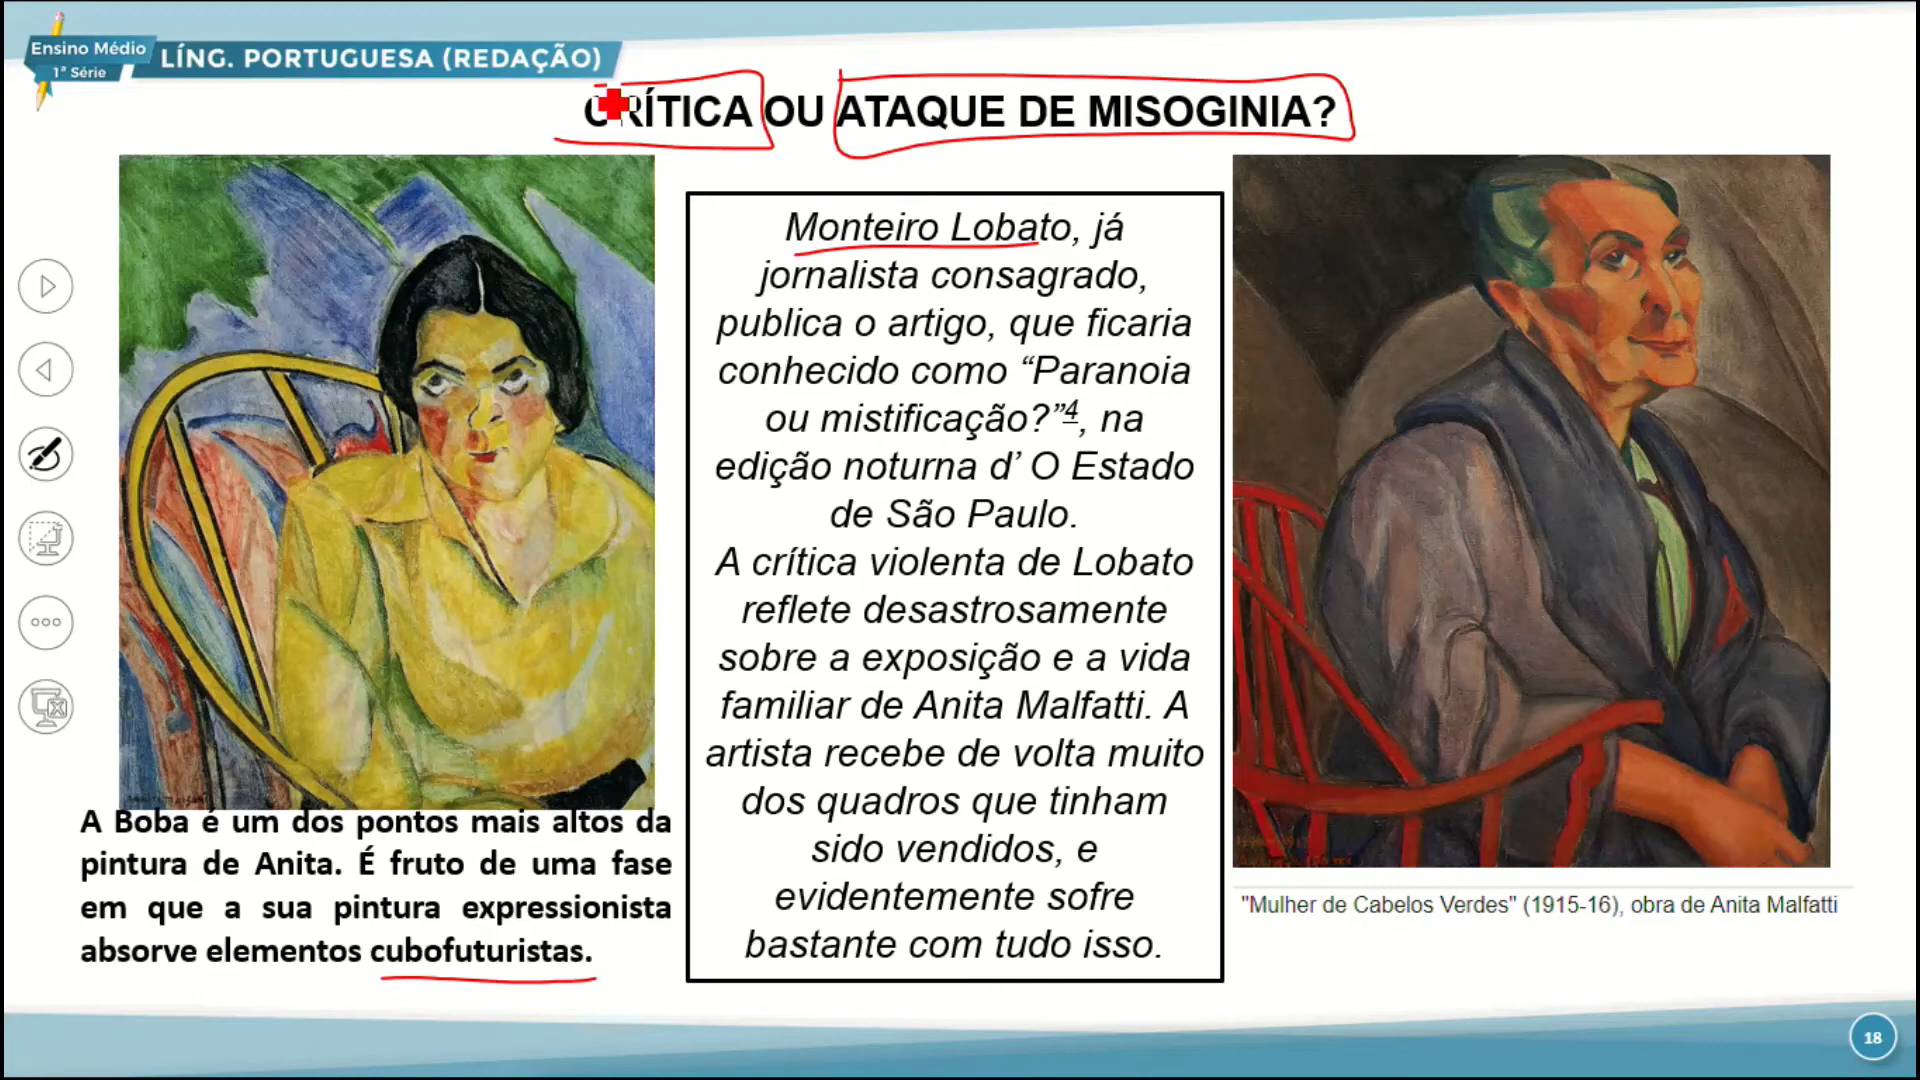 Ensino Médio
1ª Série
LÍNG. PORTUGUESA (REDAÇÃO)
CRÍTICA OU ATAQUE DE MISOGINIA?
Monteiro Lobato, já
jornalista consagrado,
publica o artigo, que ficaria
conhecido como “Paranoia
ou mistificação?”4, na
edição noturna d’ O Estado
de São Paulo.
A crítica violenta de Lobato
reflete desastrosamente
sobre a exposição e a vida
familiar de Anita Malfatti. A
artista recebe de volta muito
dos quadros que tinham
sido vendidos, e
evidentemente sofre
bastante com tudo isso.
A Boba é um dos pontos mais altos da
pintura de Anita. É fruto de uma fase
em que a sua pintura expressionista
absorve elementos cubofuturistas.
"Mulher de Cabelos Verdes" (1915-16), obra de Anita Malfatti
18